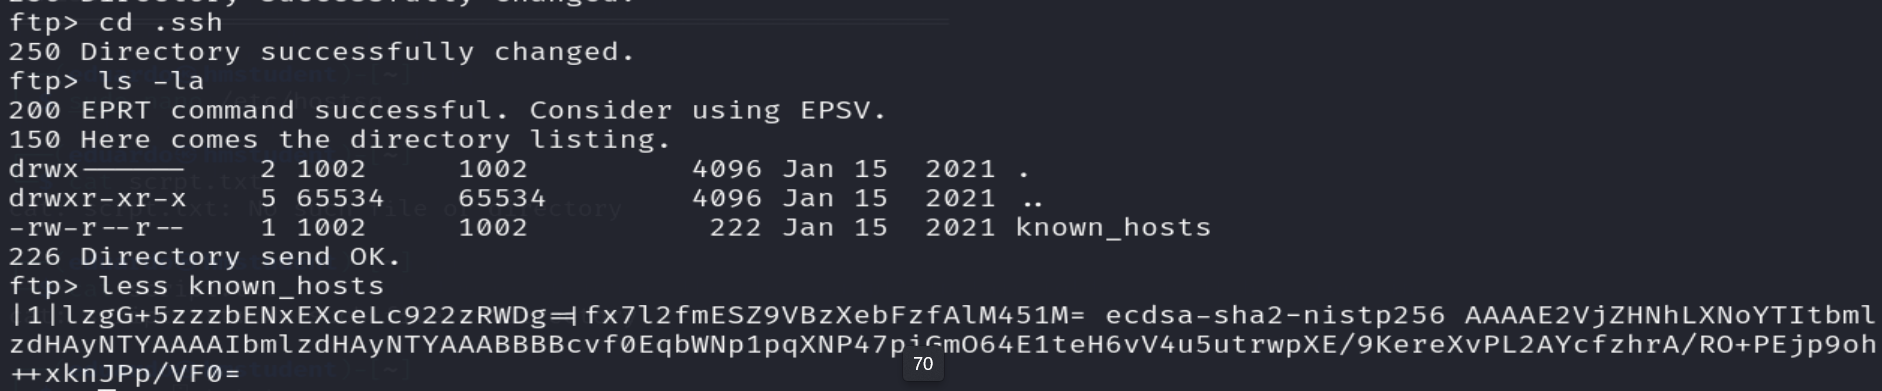 ftp> cd .ssh
250 Directory successfully changed.
ftp> ls -la
200 EPRT command successful. Consider using EPSV.
150 Here comes the directory listing.
drwx------    2 1002     1002         4096 Jan 15  2021 .
drwxr-xr-x    5 65534    65534        4096 Jan 15  2021 ..
-rw-r--r--    1 1002     1002          222 Jan 15  2021 known_hosts
226 Directory send OK.
ftp> less known_hosts
|1|lzgG+5zzzbENxEXceLc922zRWDg=|fx7l2fmESZ9VBzXebFzfAlM451M= ecdsa-sha2-nistp256 AAAAE2VjZHNhLXNoYTItbml
zdHAyNTYAAAAIbmlzdHAyNTYAAABBBBcvf0EqbWNp1pqXNP47pjGmO64E1teH6vV4u5utrwpXE/9KereXvPL2AYcfzhrA/RO+PEjp9oh
++xknJPp/VF0=
70